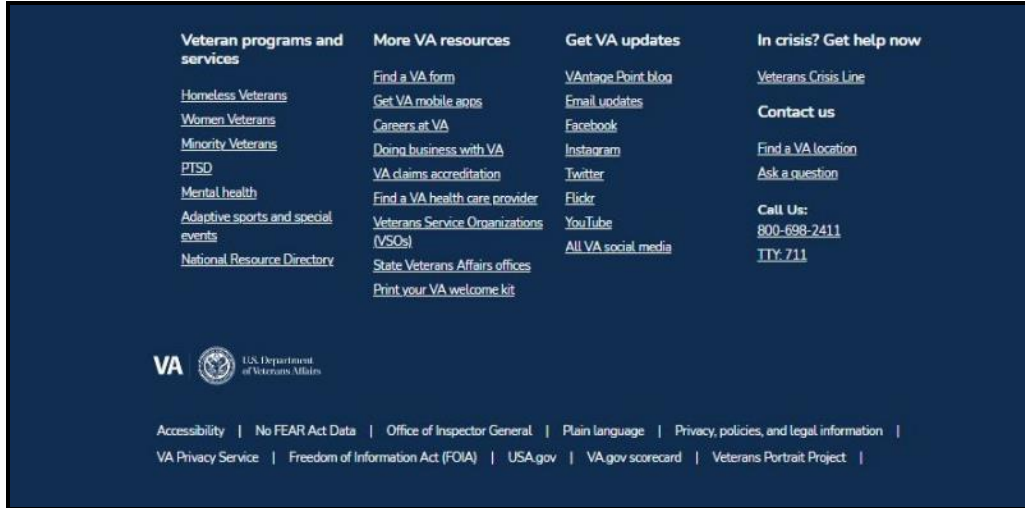 Veteran programs and
services
Homeless Veterans
Women Veterans
Minority Veterans
PTSD
Mental health
Adaptive sports and special
events
National Resource Directory
More VA resources
Find a VA form
Get VA mobile apps
Careers at VA
Doing business with VA
VA claims accreditation
Find a VA health care provider
Veterans Service Organizations
(VSOs)
State Veterans Affairs offices
Print your VA welcome kit
Get VA updates
VAntage Point blog
Email updates
Facebook
Instagram
Twitter
Flickr
YouTube
All VA social media
In crisis? Get help now
Veterans Crisis Line
Contact us
Find a VA location
Ask a question
Call Us:
800-698-2411
TTY: 711
VA
U.S. Department
of Veterans Affairs
Accessibility | No FEAR Act Data | Office of Inspector General | Plain language | Privacy, policies, and legal information |
VA Privacy Service | Freedom of Information Act (FOIA) | USA.gov | VA.gov scorecard | Veterans Portrait Project |